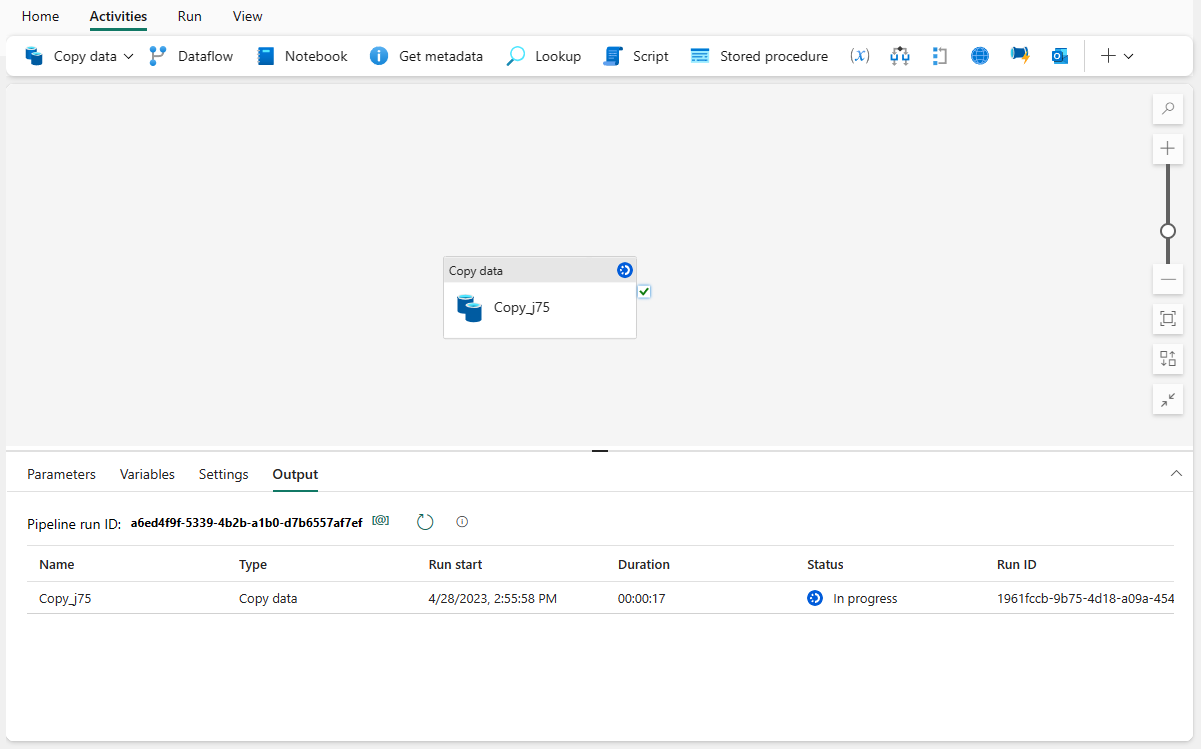 Home Activities Run View
Copy data Dataflow Notebook Get metadata Lookup Script Stored procedure (x)
Copy data
Copy_j75
Parameters Variables Settings Output
Pipeline run ID: a6ed4f9f-5339-4b2b-a1b0-d7b6557af7ef [@]
Name Type Run start Duration Status Run ID
Copy_j75 Copy data 4/28/2023, 2:55:58 PM 00:00:17 In progress 1961fccb-9b75-4d18-a09a-454